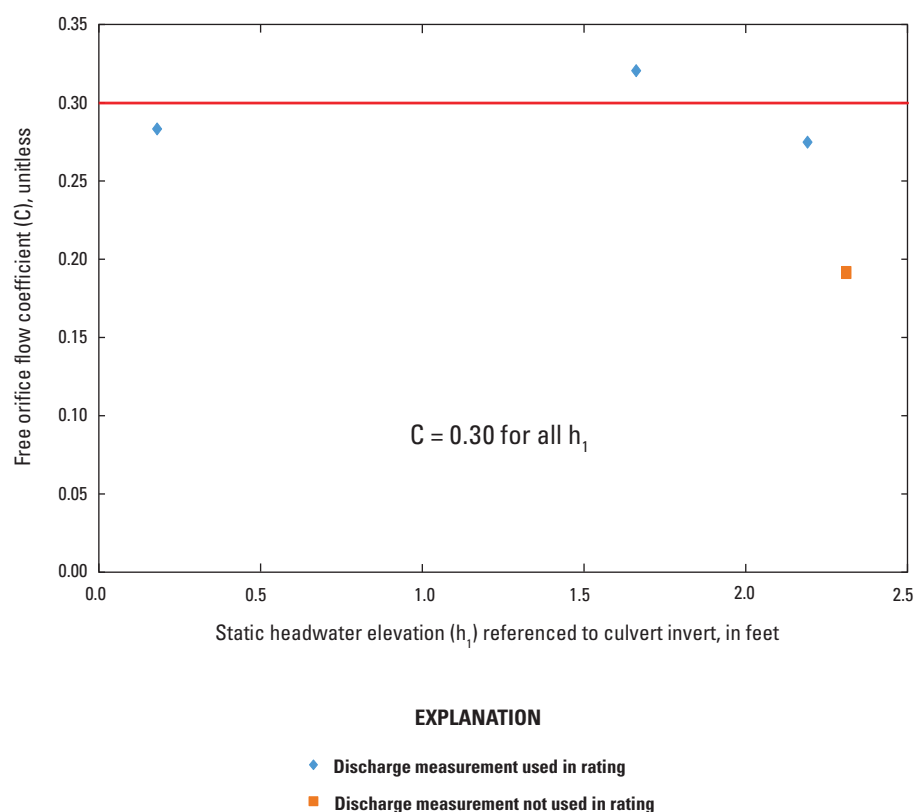 Free orifice flow coefficient (C), unitless
0.35
0.30
0.25
0.20
0.15
0.10
0.05
0.00
C = 0.30 for all h₁
0.0 0.5 1.0 1.5 2.0 2.5
Static headwater elevation (h₁) referenced to culvert invert, in feet
EXPLANATION
Discharge measurement used in rating
Discharge measurement not used in rating